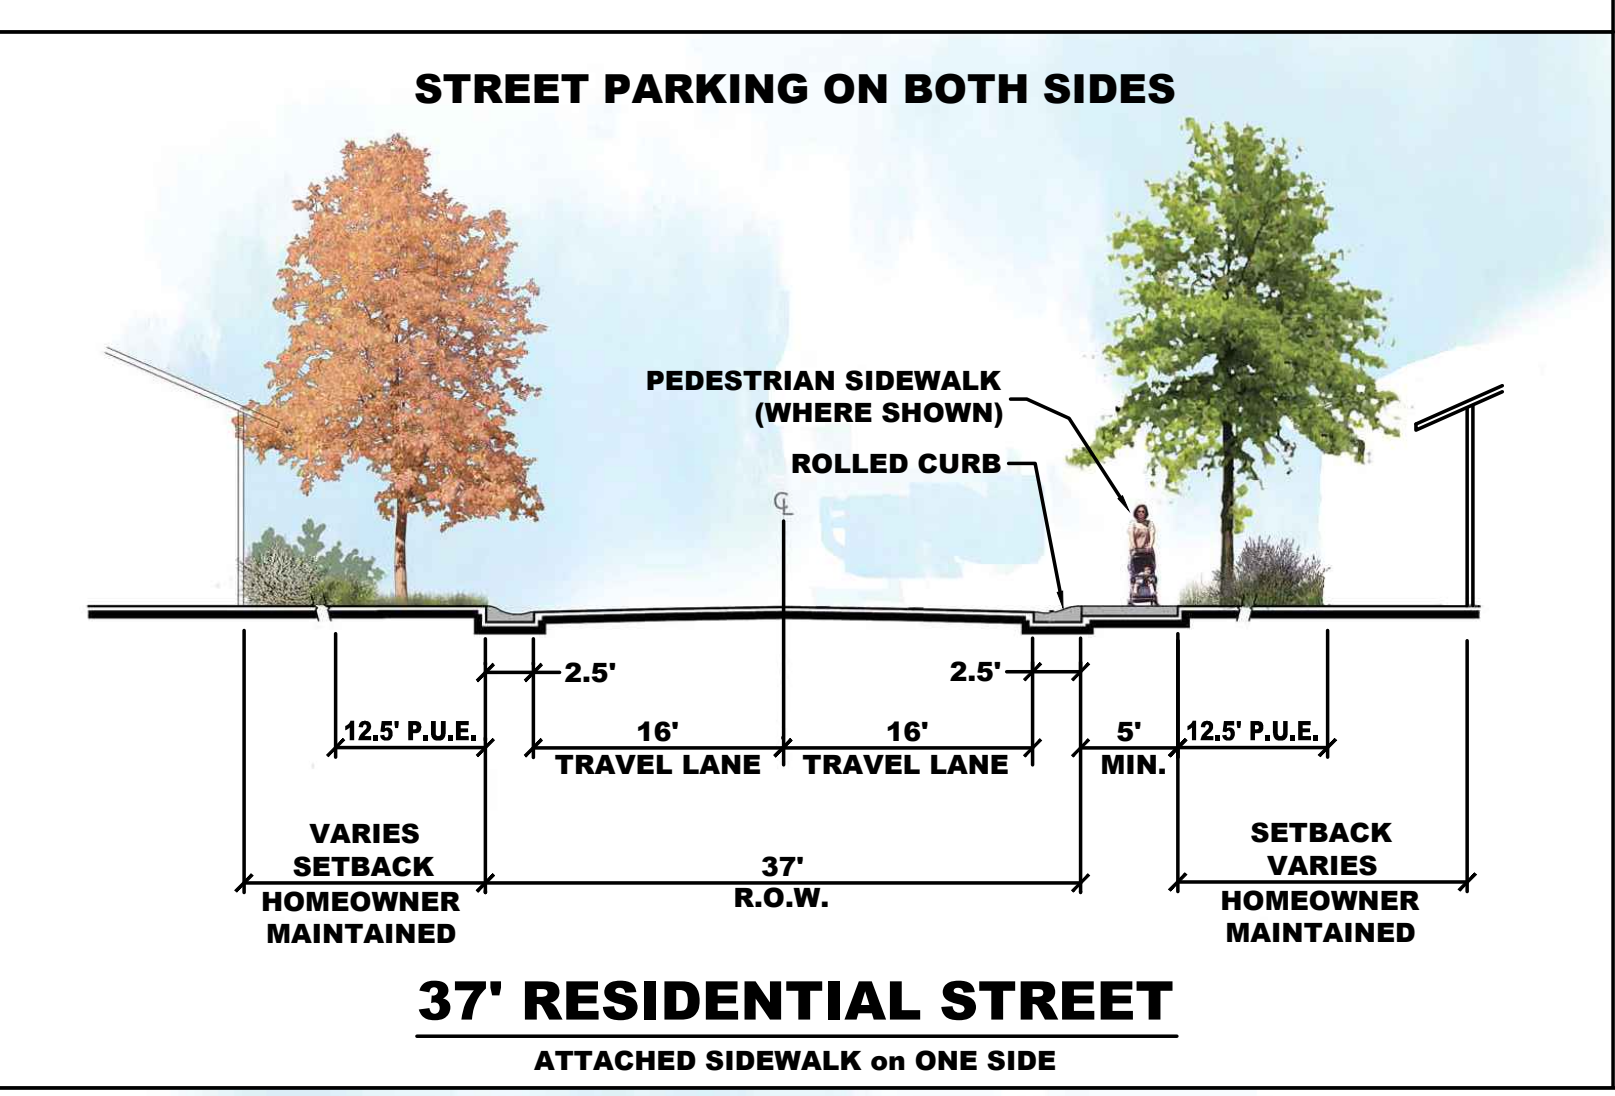 STREET PARKING ON BOTH SIDES
PEDESTRIAN SIDEWALK
(WHERE SHOWN)
ROLLED CURB
CL
2.5'
2.5'
12.5' P.U.E.
16'
TRAVEL LANE
16'
TRAVEL LANE
5'
MIN.
12.5' P.U.E.
VARIES
SETBACK
HOMEOWNER
MAINTAINED
37'
R.O.W.
SETBACK
VARIES
HOMEOWNER
MAINTAINED
37' RESIDENTIAL STREET
ATTACHED SIDEWALK on ONE SIDE